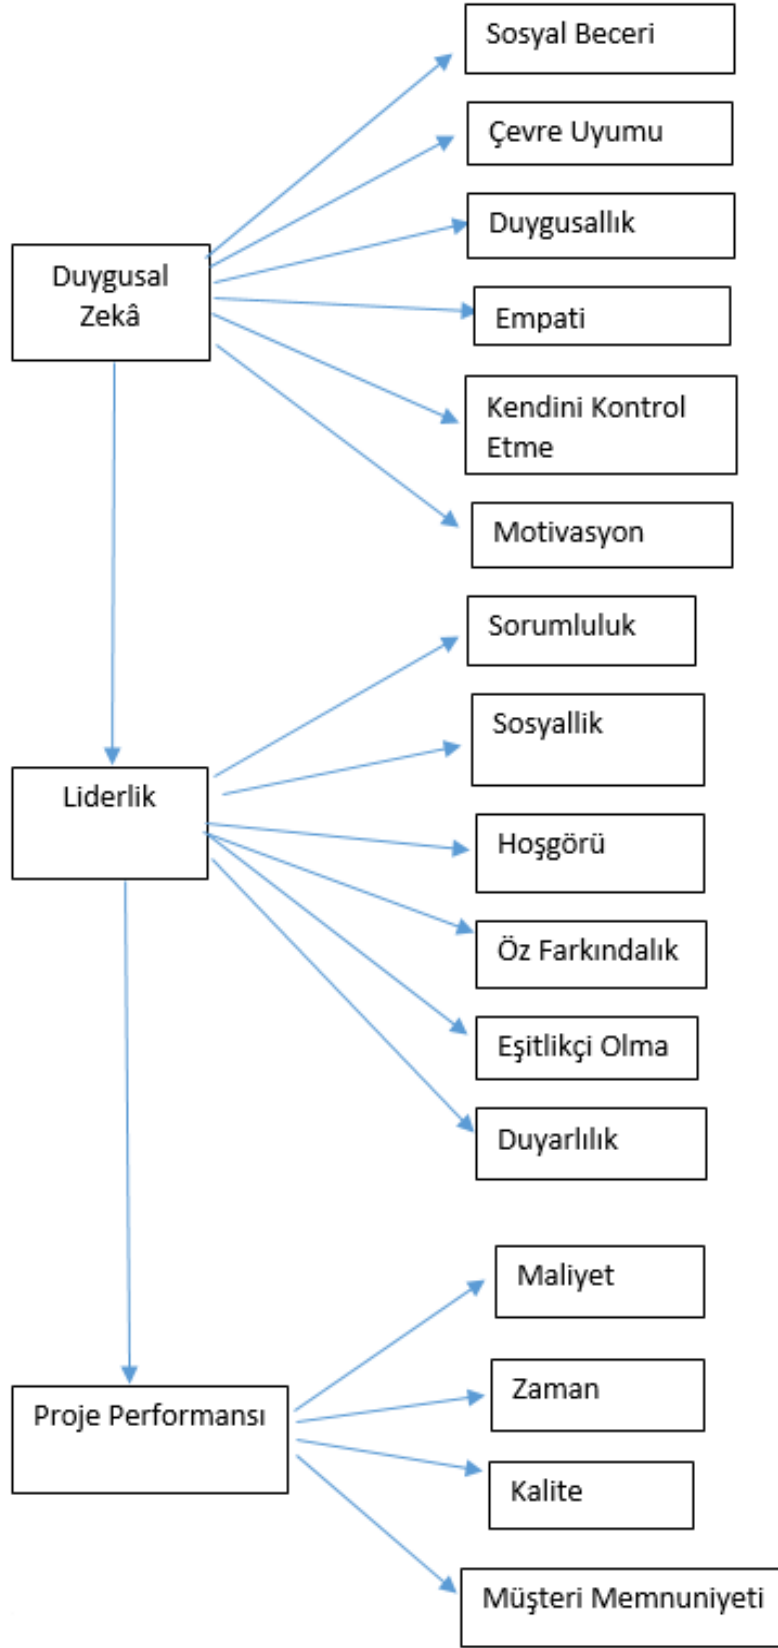 Sosyal Beceri
Çevre Uyumu
Duygusallık
Duygusal
Zekâ
Empati
Kendini Kontrol
Etme
Motivasyon
Sorumluluk
Sosyallik
Liderlik
Hoşgörü
Öz Farkındalık
Eşitlikçi Olma
Duyarlılık
Maliyet
Zaman
Proje Performansı
Kalite
Müşteri Memnuniyeti